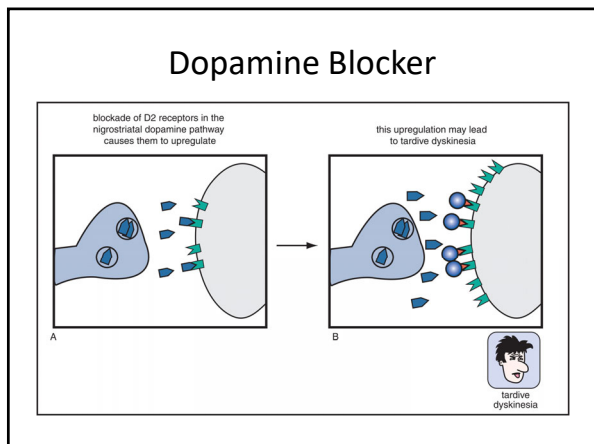 Dopamine Blocker
blockade of D2 receptors in the
nigrostriatal dopamine pathway
causes them to upregulate
this upregulation may lead
to tardive dyskinesia
A
B
tardive
dyskinesia